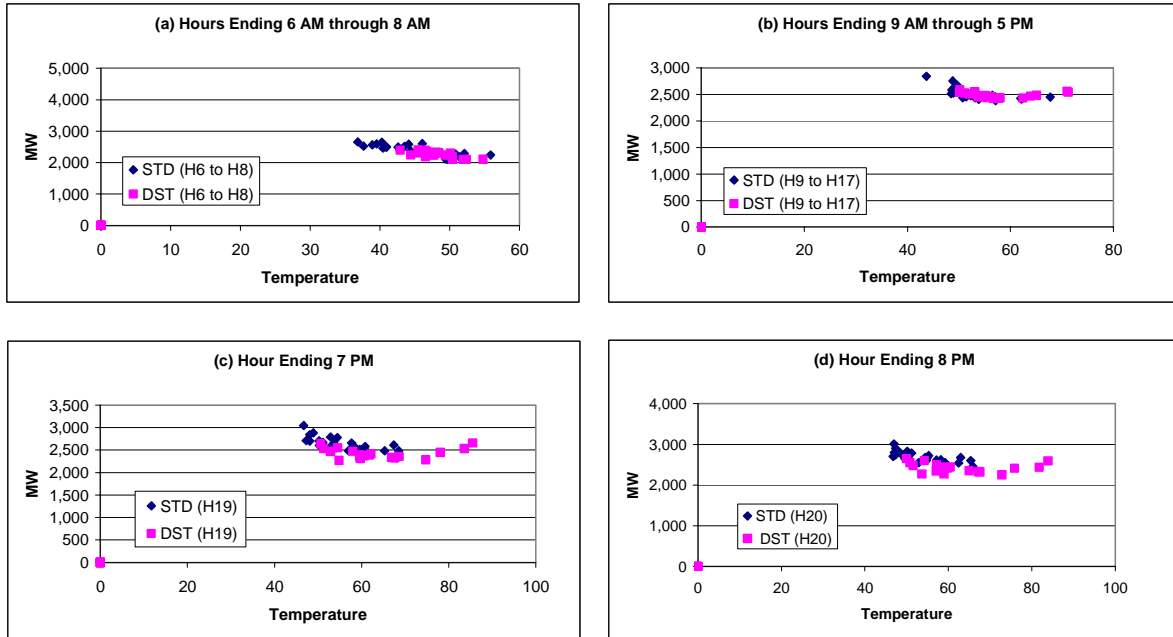 (a) Hours Ending 6 AM through 8 AM
5,000
4,000
3,000
2,000
1,000
0
MW
STD (H6 to H8)
DST (H6 to H8)
0 10 20 30 40 50 60
Temperature
(b) Hours Ending 9 AM through 5 PM
3,000
2,500
2,000
1,500
1,000
500
0
MW
STD (H9 to H17)
DST (H9 to H17)
0 20 40 60 80
Temperature
(c) Hour Ending 7 PM
3,500
3,000
2,500
2,000
1,500
1,000
500
0
MW
STD (H19)
DST (H19)
0 20 40 60 80 100
Temperature
(d) Hour Ending 8 PM
4,000
3,000
2,000
1,000
0
MW
STD (H20)
DST (H20)
0 20 40 60 80 100
Temperature